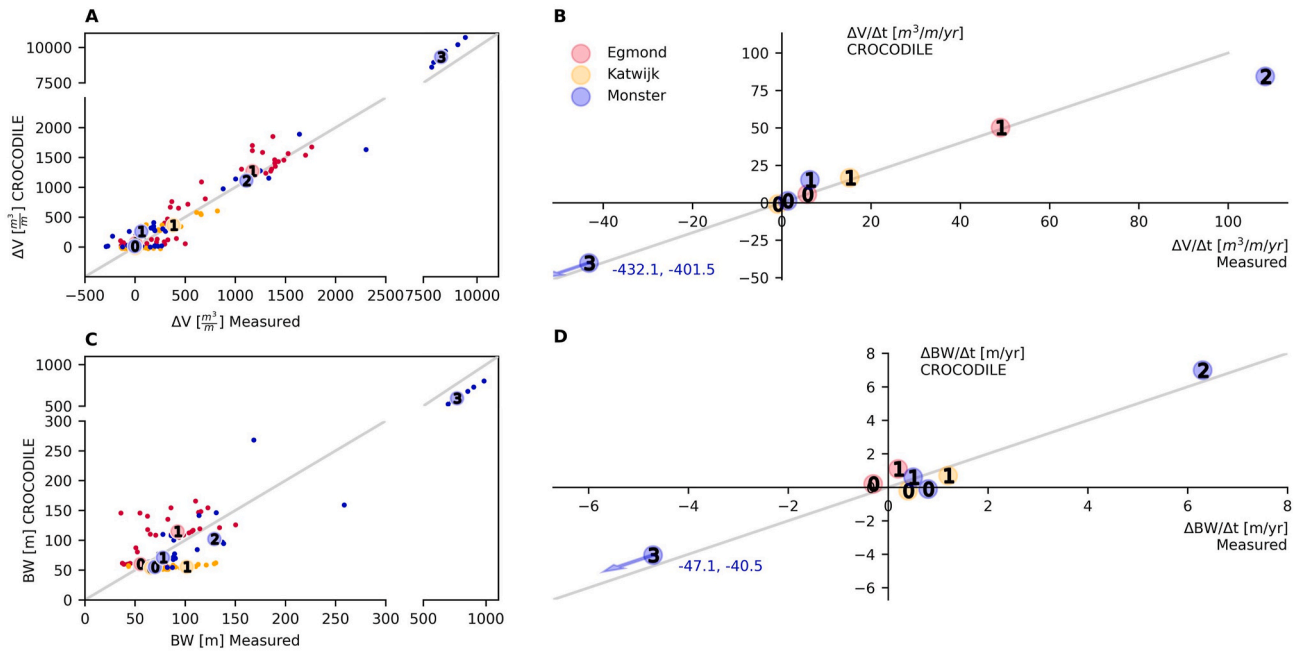 A
10000
7500
2000
1500
1000
500
0
ΔV [m³/m] CROCODILE
3
1
2
1
1
0
−500 0 500 1000 1500 2000 2500 7500 10000
ΔV [m³/m] Measured
B
ΔV/Δt [m³/m/yr]
CROCODILE
Egmond
Katwijk
Monster
100
75
50
25
0
−25
−50
−40 −20 0 20 40 60 80 100
2
1
1
1
0
0
0
3
-432.1, -401.5
ΔV/Δt [m³/m/yr]
Measured
C
1000
500
300
250
200
150
100
50
0
BW [m] CROCODILE
3
1
2
1
0
0
1
0 50 100 150 200 250 300 500 1000
BW [m] Measured
D
ΔBW/Δt [m/yr]
CROCODILE
8
6
4
2
0
−2
−4
−6
−6 −4 −2 0 2 4 6 8
2
1
1
1
0
0
0
3
-47.1, -40.5
ΔBW/Δt [m/yr]
Measured